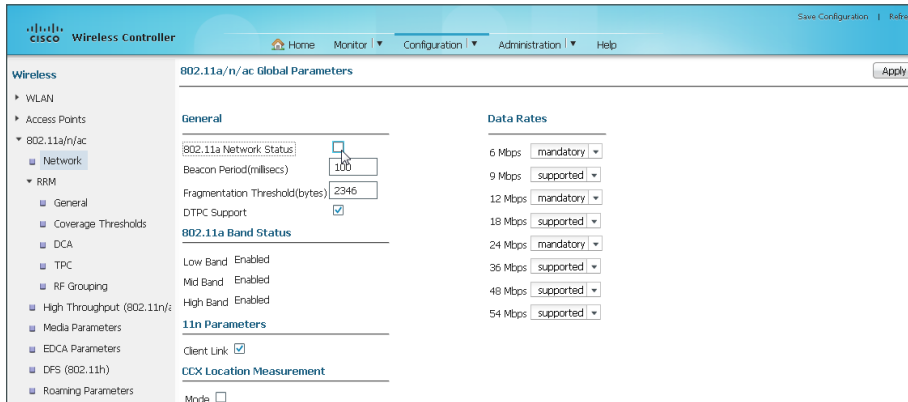 Save Configuration | Refre
CISCO Wireless Controller
Home Monitor Configuration Administration Help
Wireless
802.11a/n/ac Global Parameters
Apply
WLAN
Access Points
802.11a/n/ac
Network
RRM
General
Coverage Thresholds
DCA
TPC
RF Grouping
High Throughput (802.11n/a
Media Parameters
EDCA Parameters
DFS (802.11h)
Roaming Parameters
General
802.11a Network Status
Beacon Period(millisecs) 100
Fragmentation Threshold(bytes) 2346
DTPC Support
802.11a Band Status
Low Band Enabled
Mid Band Enabled
High Band Enabled
11n Parameters
Client Link
CCX Location Measurement
Mode
Data Rates
6 Mbps mandatory
9 Mbps supported
12 Mbps mandatory
18 Mbps supported
24 Mbps mandatory
36 Mbps supported
48 Mbps supported
54 Mbps supported